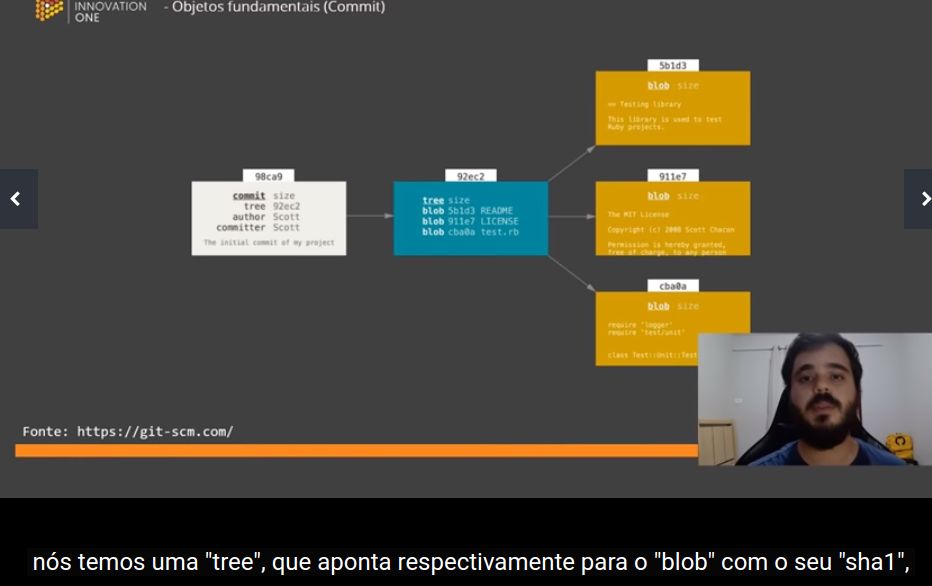 INNOVATION
ONE
- Objetos fundamentais (Commit)
5b1d3
blob size
== Testing library
This library is used to test
Ruby projects.
98ca9
commit size
tree 92ec2
author Scott
committer Scott
The initial commit of my project
92ec2
tree size
blob 5b1d3 README
blob 911e7 LICENSE
blob cba0a test.rb
911e7
blob size
The MIT License
Copyright (c) 2008 Scott Chacon
Permission is hereby granted,
free of charge, to any person
cba0a
blob size
require 'logger'
require 'test/unit'
class Test::Unit::Test
Fonte: https://git-scm.com/
nós temos uma "tree", que aponta respectivamente para o "blob" com o seu "sha1",